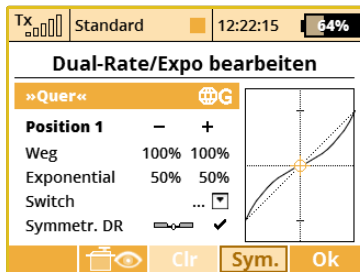 Tx Standard 12:22:15 64%
Dual-Rate/Expo bearbeiten
»Quer« G
Position 1 − +
Weg 100% 100%
Exponential 50% 50%
Switch ...
Symmetr. DR
Clr Sym. Ok